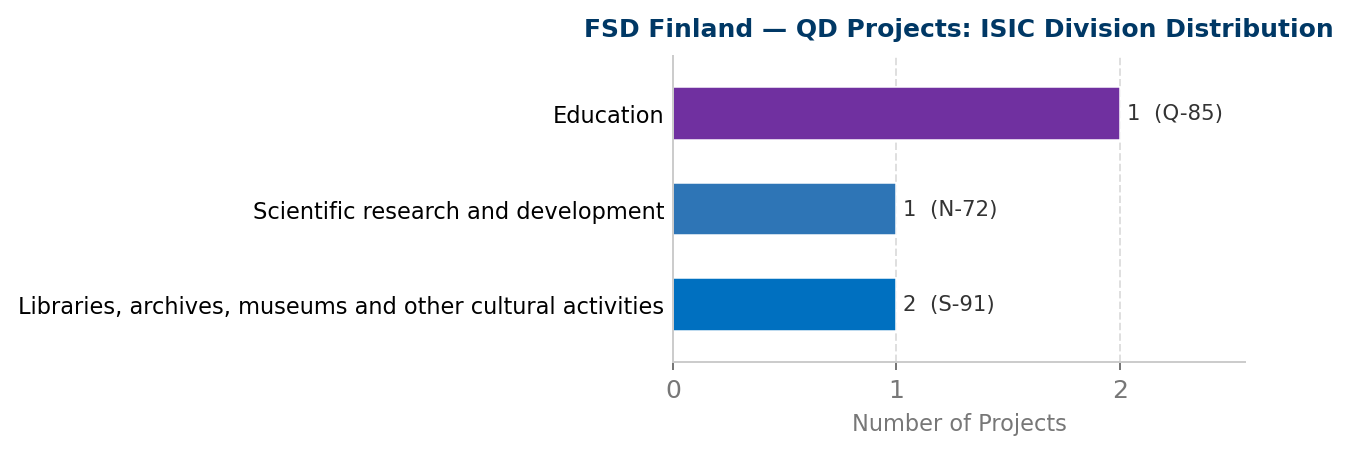 FSD Finland — QD Projects: ISIC Division Distribution
Education
1 (Q-85)
Scientific research and development
1 (N-72)
Libraries, archives, museums and other cultural activities
2 (S-91)
0 1 2
Number of Projects